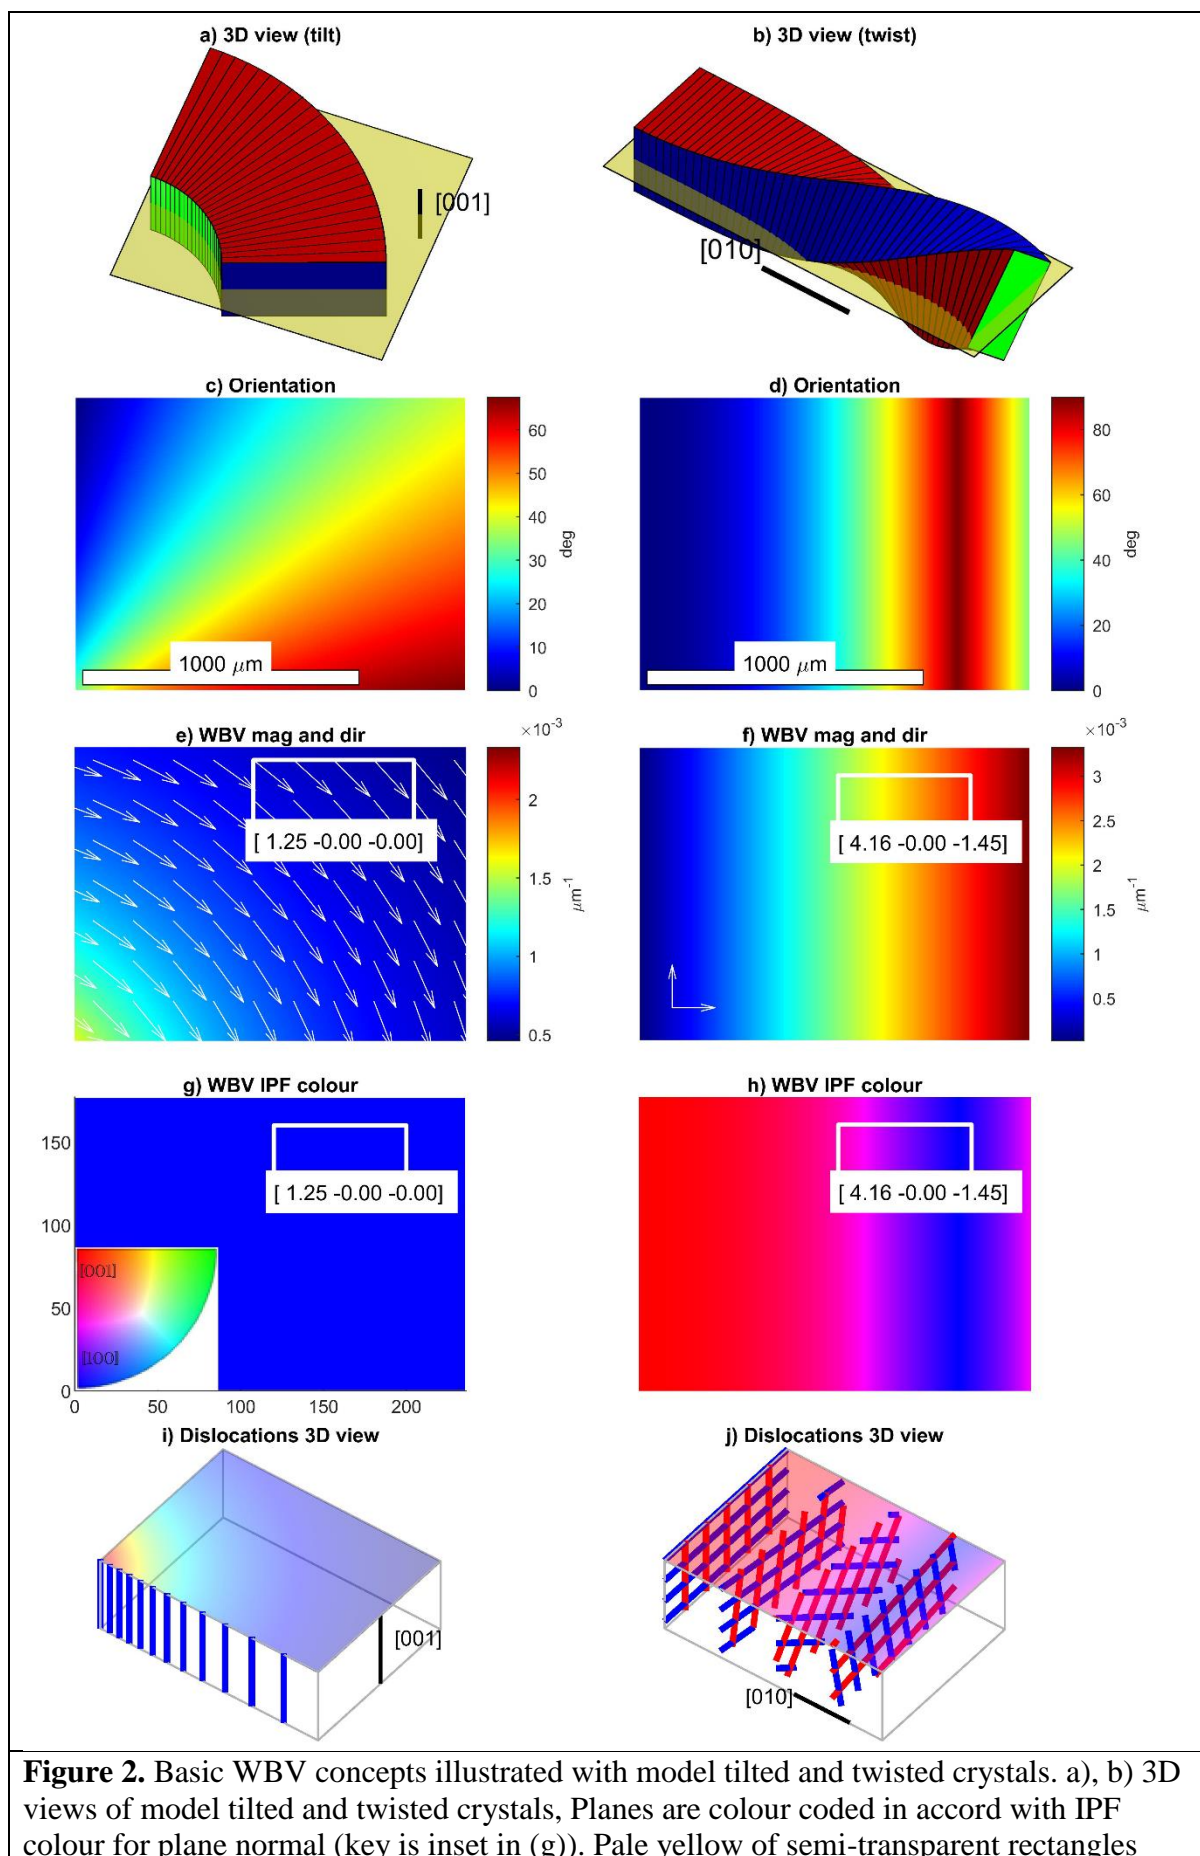 a) 3D view (tilt)
b) 3D view (twist)
[001]
[010]
c) Orientation
d) Orientation
60
50
40
30
20
10
0
deg
1000 μm
80
60
40
20
0
deg
1000 μm
e) WBV mag and dir
f) WBV mag and dir
×10⁻³
2
1.5
1
0.5
μm⁻¹
[ 1.25 -0.00 -0.00]
×10⁻³
3
2.5
2
1.5
1
0.5
μm⁻¹
[ 4.16 -0.00 -1.45]
g) WBV IPF colour
h) WBV IPF colour
150
100
50
0
0 50 100 150 200
[ 1.25 -0.00 -0.00]
[001]
[100]
[ 4.16 -0.00 -1.45]
i) Dislocations 3D view
j) Dislocations 3D view
[001]
[010]
Figure 2. Basic WBV concepts illustrated with model tilted and twisted crystals. a), b) 3D
views of model tilted and twisted crystals, Planes are colour coded in accord with IPF
colour for plane normal (key is inset in (g)). Pale yellow of semi-transparent rectangles